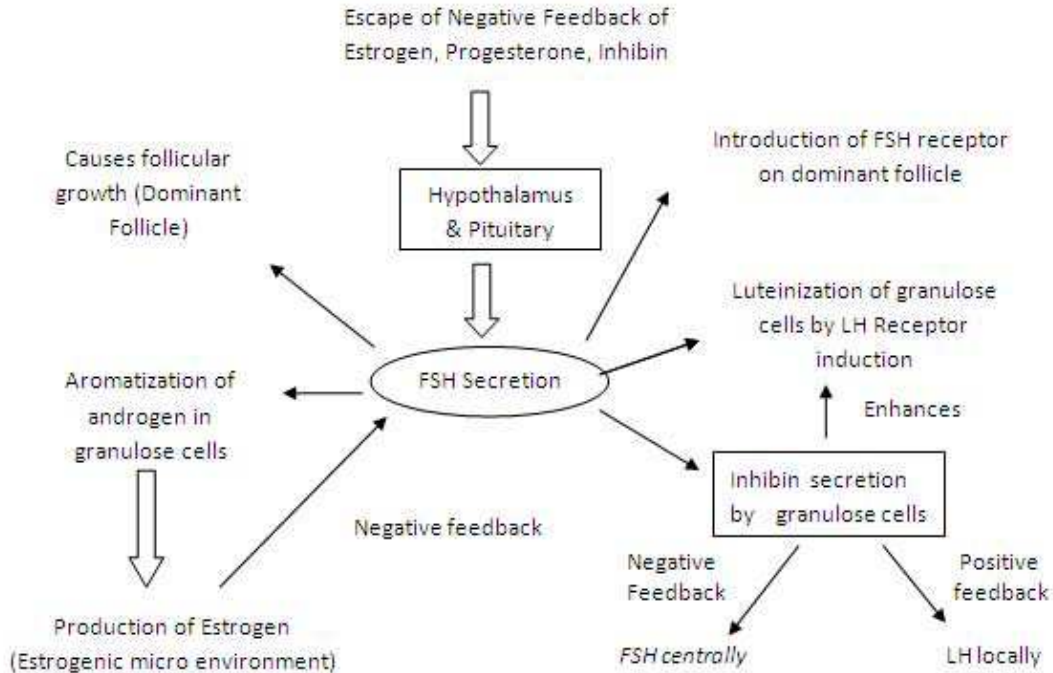 Escape of Negative Feedback of
Estrogen, Progesterone, Inhibin
Causes follicular
growth (Dominant
Follicle)
Hypothalamus
& Pituitary
Introduction of FSH receptor
on dominant follicle
Luteinization of granulose
cells by LH Receptor
induction
FSH Secretion
Aromatization of
androgen in
granulose cells
Enhances
Inhibin secretion
by granulose cells
Negative feedback
Negative
Feedback
Positive
feedback
Production of Estrogen
(Estrogenic micro environment)
FSH centrally
LH locally